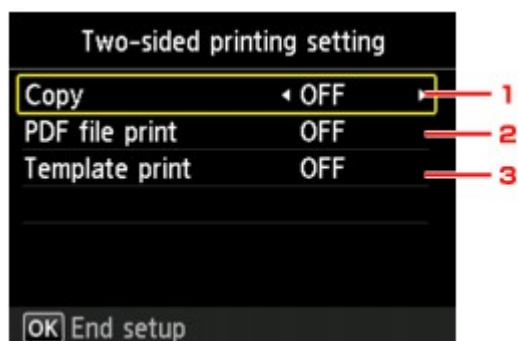 Two-sided printing setting
Copy OFF 1
PDF file print OFF 2
Template print OFF 3
OK End setup